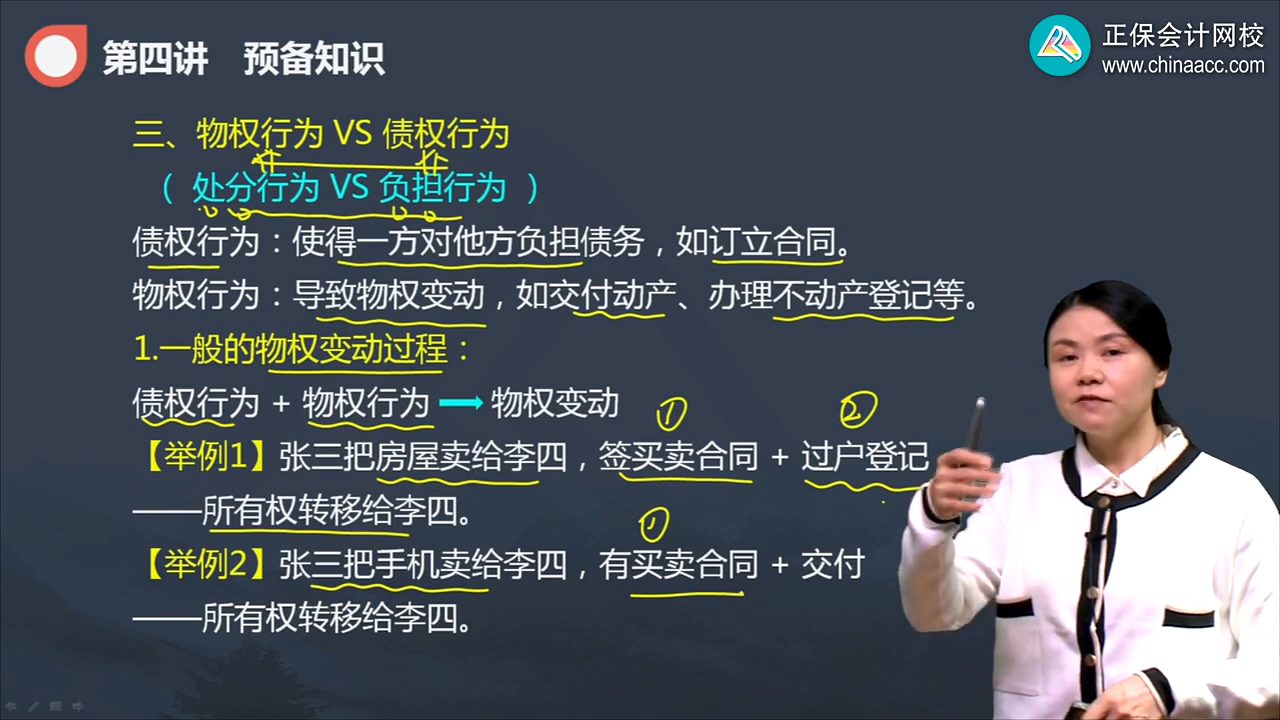 第四讲 预备知识
正保会计网校
www.chinaacc.com
三、物权行为 VS 债权行为
（ 处分行为 VS 负担行为 ）
债权行为：使得一方对他方负担债务，如订立合同。
物权行为：导致物权变动，如交付动产、办理不动产登记等。
1.一般的物权变动过程：
债权行为 + 物权行为 物权变动
① ②
【举例1】张三把房屋卖给李四，签买卖合同 + 过户登记
——所有权转移给李四。
①
【举例2】张三把手机卖给李四，有买卖合同 + 交付
——所有权转移给李四。